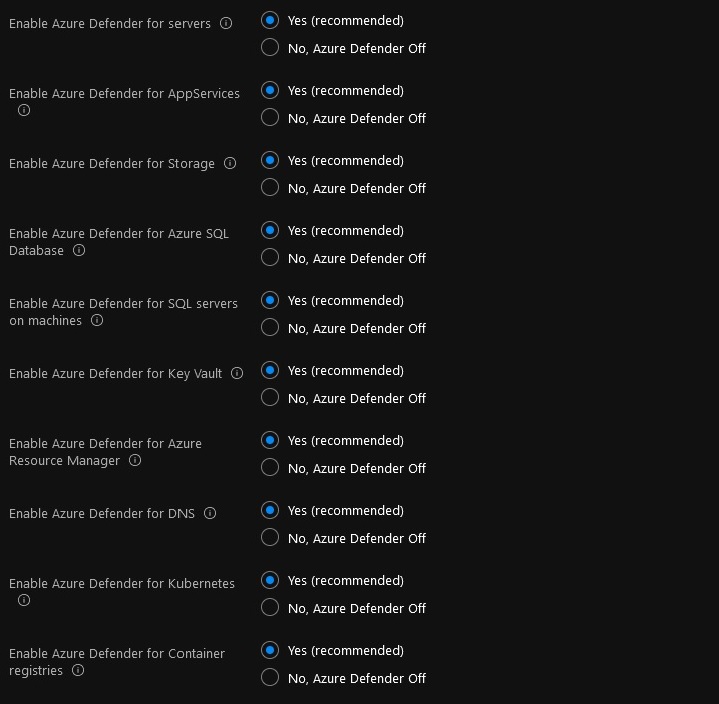 Enable Azure Defender for servers
Yes (recommended)
No, Azure Defender Off
Enable Azure Defender for AppServices
Yes (recommended)
No, Azure Defender Off
Enable Azure Defender for Storage
Yes (recommended)
No, Azure Defender Off
Enable Azure Defender for Azure SQL
Database
Yes (recommended)
No, Azure Defender Off
Enable Azure Defender for SQL servers
on machines
Yes (recommended)
No, Azure Defender Off
Enable Azure Defender for Key Vault
Yes (recommended)
No, Azure Defender Off
Enable Azure Defender for Azure
Resource Manager
Yes (recommended)
No, Azure Defender Off
Enable Azure Defender for DNS
Yes (recommended)
No, Azure Defender Off
Enable Azure Defender for Kubernetes
Yes (recommended)
No, Azure Defender Off
Enable Azure Defender for Container
registries
Yes (recommended)
No, Azure Defender Off